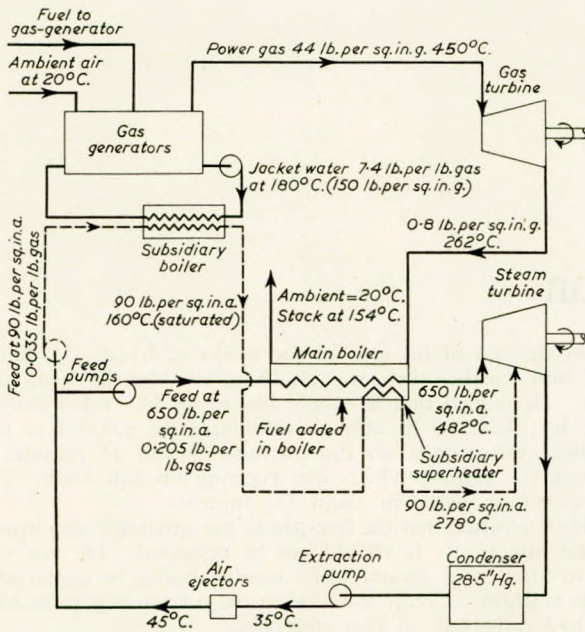 Fuel to
gas-generator
Ambient air
at 20°C.
Power gas 44 lb.per sq.in.g. 450°C.
Gas
turbine
Gas
generators
Jacket water 7·4 lb.per lb.gas
at 180°C.(150 lb.per sq.in.g.)
Subsidiary
boiler
0·8 lb.per sq.in.g.
262°C.
Steam
turbine
Feed at 90 lb.per sq.in.a.
0·035 lb.per lb.gas
90 lb.per sq.in.a.
160°C.(saturated)
Ambient=20°C.
Stack at 154°C.
Main boiler
Feed
pumps
Feed at
650 lb.per
sq.in.a.
0·205 lb.per
lb.gas
Fuel added
in boiler
650 lb.per
sq.in.a.
482°C.
Subsidiary
superheater
90 lb.per sq.in.a.
278°C.
Air
ejectors
Extraction
pump
Condenser
28·5"Hg.
45°C.
35°C.